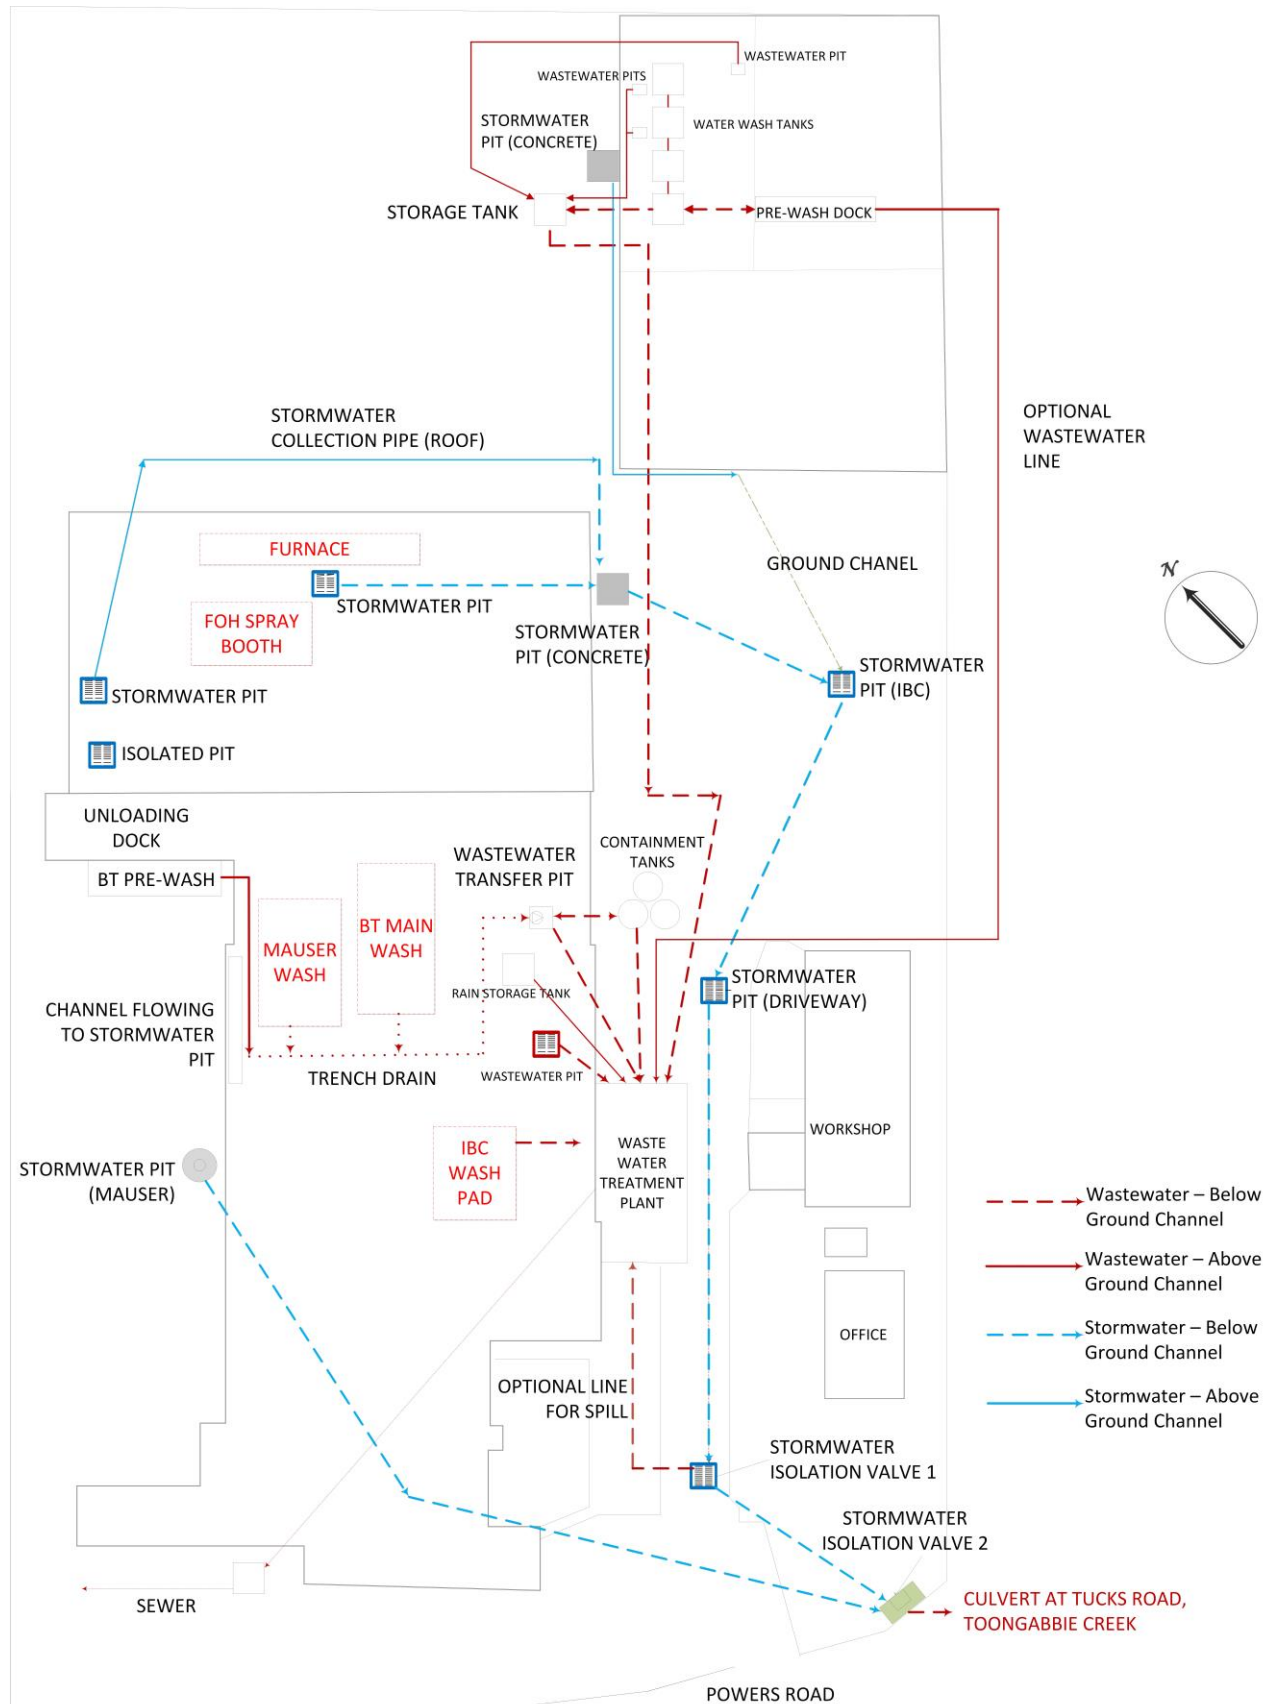 WASTEWATER PIT
WASTEWATER PITS
STORMWATER
PIT (CONCRETE)
WATER WASH TANKS
STORAGE TANK
PRE-WASH DOCK
STORMWATER
COLLECTION PIPE (ROOF)
OPTIONAL
WASTEWATER
LINE
FURNACE
GROUND CHANEL
N
STORMWATER PIT
FOH SPRAY
BOOTH
STORMWATER
PIT (CONCRETE)
STORMWATER
PIT (IBC)
STORMWATER PIT
ISOLATED PIT
UNLOADING
DOCK
CONTAINMENT
TANKS
WASTEWATER
TRANSFER PIT
BT PRE-WASH
BT MAIN
WASH
MAUSER
WASH
STORMWATER
PIT (DRIVEWAY)
RAIN STORAGE TANK
CHANNEL FLOWING
TO STORMWATER
PIT
TRENCH DRAIN
WASTEWATER PIT
WORKSHOP
IBC
WASH
PAD
WASTE
WATER
TREATMENT
PLANT
STORMWATER PIT
(MAUSER)
Wastewater – Below
Ground Channel
Wastewater – Above
Ground Channel
Stormwater – Below
Ground Channel
Stormwater – Above
Ground Channel
OFFICE
OPTIONAL LINE
FOR SPILL
STORMWATER
ISOLATION VALVE 1
STORMWATER
ISOLATION VALVE 2
SEWER
CULVERT AT TUCKS ROAD,
TOONGABBIE CREEK
POWERS ROAD